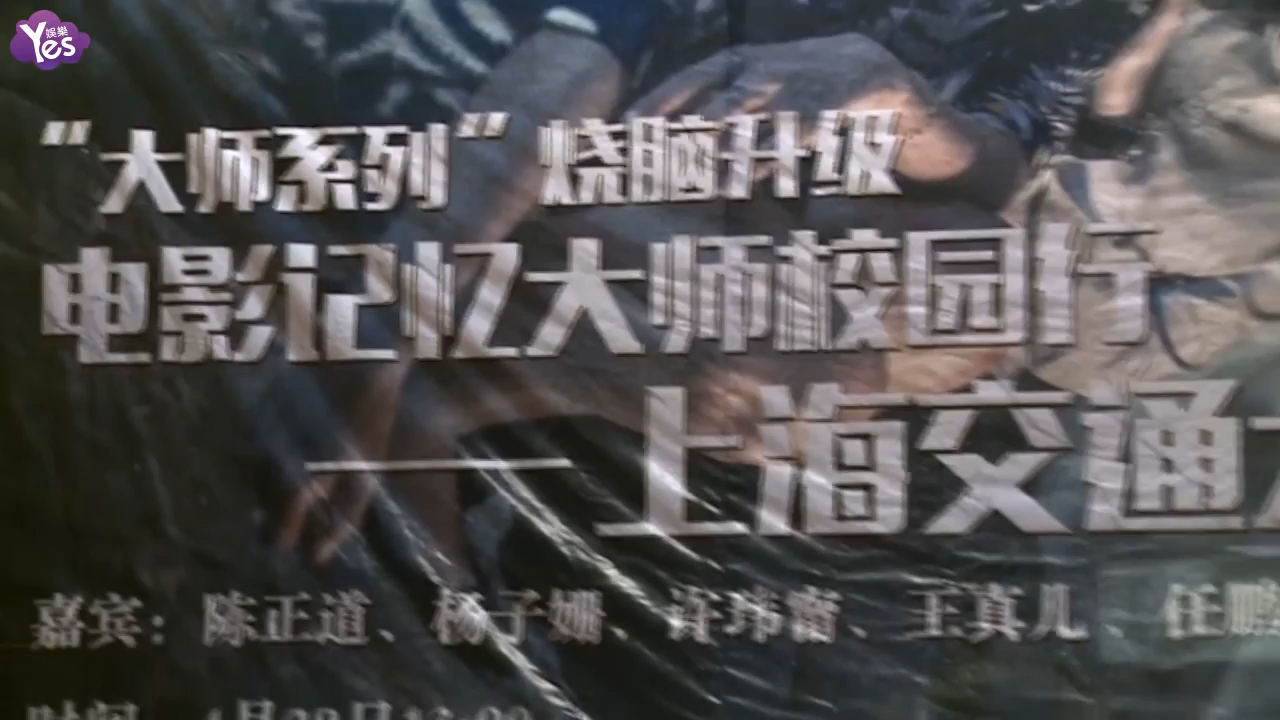 娛樂
Yes
“大师系列“烧脑升级
电影记忆大师校园行
——上海交通
嘉宾：陈正道、杨子姗、许玮甯、王真儿、任鹏